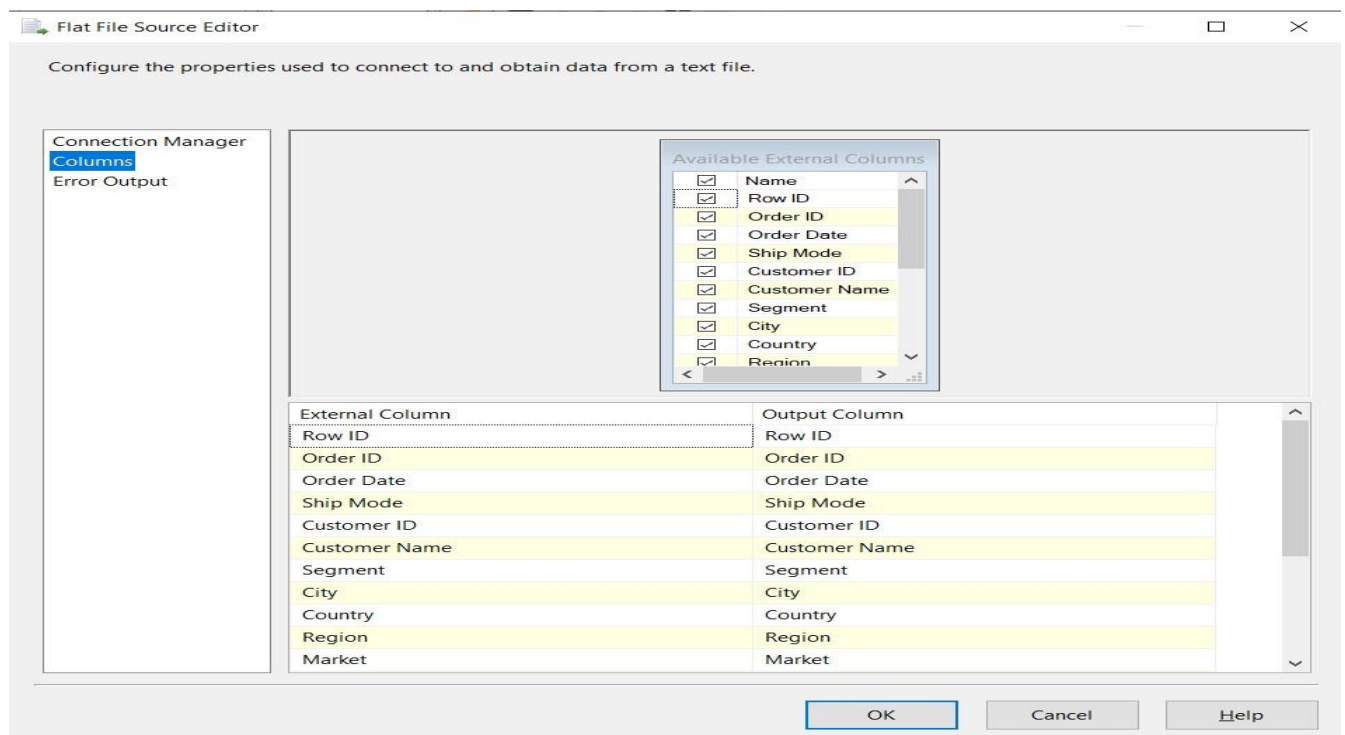 Flat File Source Editor
Configure the properties used to connect to and obtain data from a text file.
Connection Manager
Columns
Error Output
Available External Columns
Name
Row ID
Order ID
Order Date
Ship Mode
Customer ID
Customer Name
Segment
City
Country
Region
External Column Output Column
Row ID Row ID
Order ID Order ID
Order Date Order Date
Ship Mode Ship Mode
Customer ID Customer ID
Customer Name Customer Name
Segment Segment
City City
Country Country
Region Region
Market Market
OK Cancel Help